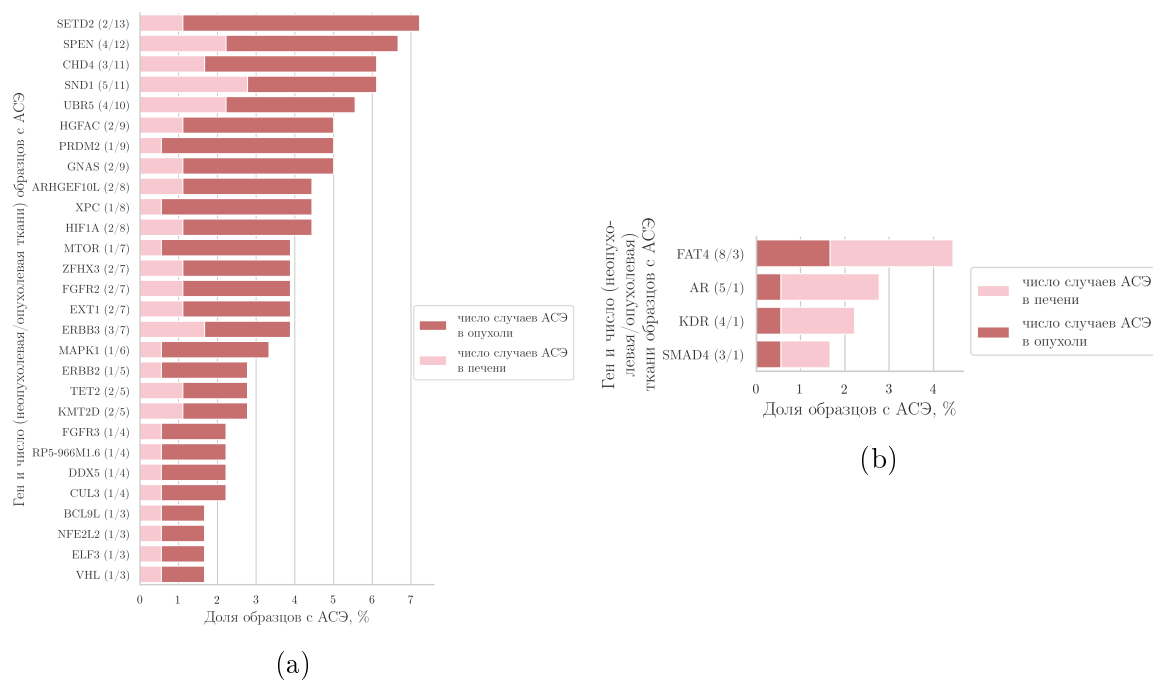 Ген и число (неопухолевая/опухолевая ткани) образцов с АСЭ
SETD2 (2/13)
SPEN (4/12)
CHD4 (3/11)
SND1 (5/11)
UBR5 (4/10)
HGFAC (2/9)
PRDM2 (1/9)
GNAS (2/9)
ARHGEF10L (2/8)
XPC (1/8)
HIF1A (2/8)
MTOR (1/7)
ZFHX3 (2/7)
FGFR2 (2/7)
EXT1 (2/7)
ERBB3 (3/7)
MAPK1 (1/6)
ERBB2 (1/5)
TET2 (2/5)
KMT2D (2/5)
FGFR3 (1/4)
RP5-966M1.6 (1/4)
DDX5 (1/4)
CUL3 (1/4)
BCL9L (1/3)
NFE2L2 (1/3)
ELF3 (1/3)
VHL (1/3)
0 1 2 3 4 5 6 7
Доля образцов с АСЭ, %
число случаев АСЭ
в опухоли
число случаев АСЭ
в печени
(a)
Ген и число (неопухо-
левая/опухолевая)
ткани образцов с АСЭ
FAT4 (8/3)
AR (5/1)
KDR (4/1)
SMAD4 (3/1)
0 1 2 3 4
Доля образцов с АСЭ, %
число случаев АСЭ
в печени
число случаев АСЭ
в опухоли
(b)